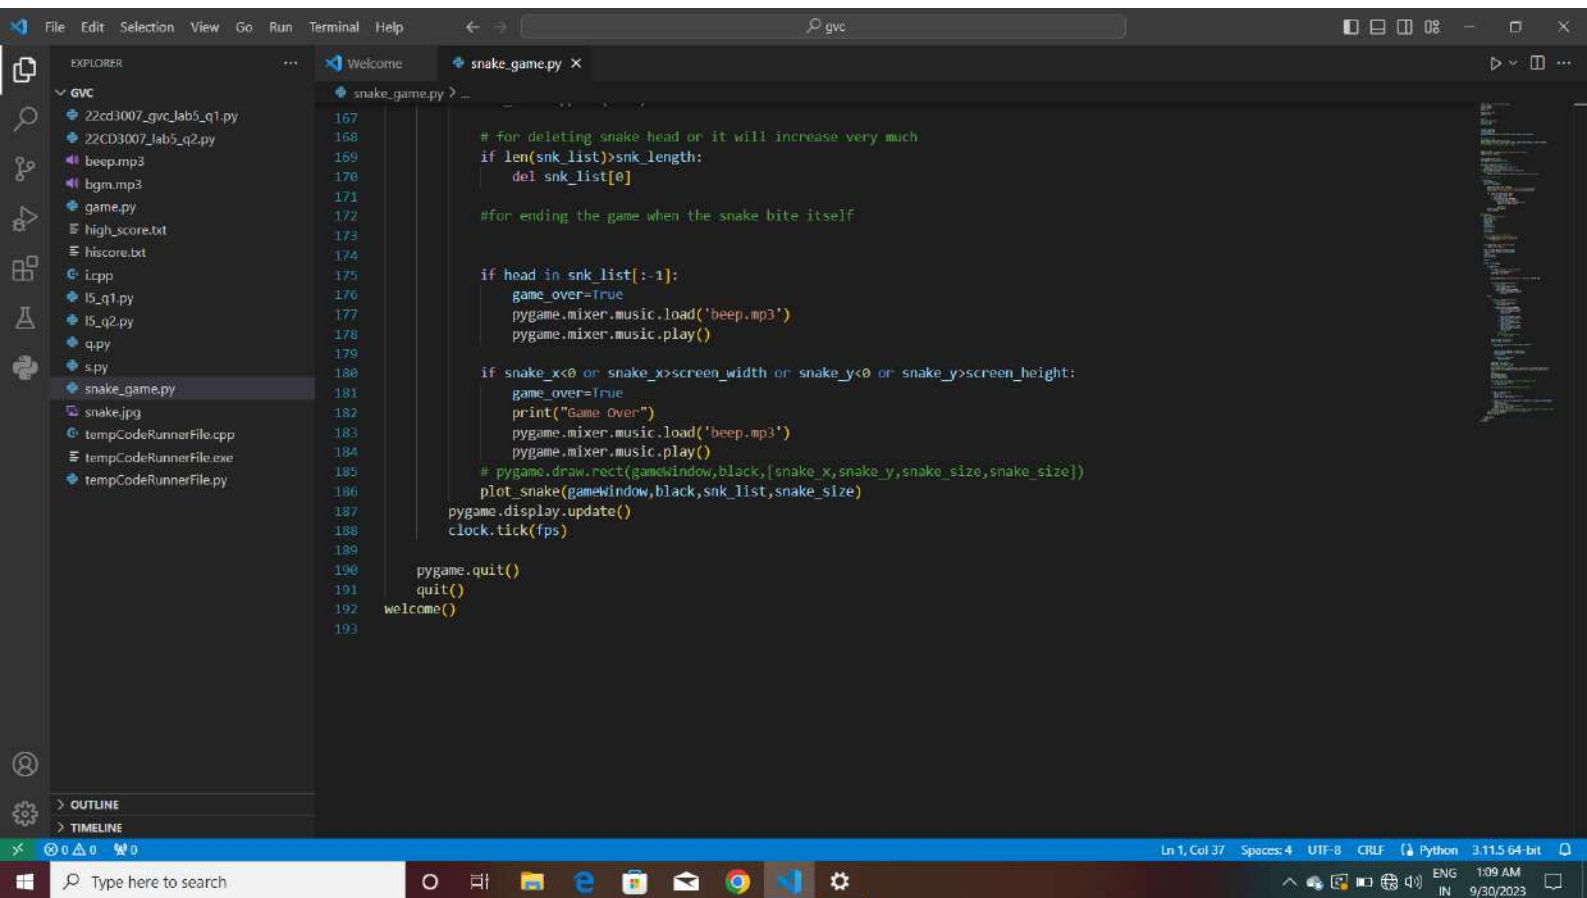 File Edit Selection View Go Run Terminal Help
gvc
EXPLORER
Welcome
snake_game.py
GVC
snake_game.py > ...
22cd3007_gvc_lab5_q1.py
22CD3007_lab5_q2.py
beep.mp3
bgm.mp3
game.py
high_score.txt
hiscore.txt
i.cpp
l5_q1.py
l5_q2.py
q.py
s.py
snake_game.py
snake.jpg
tempCodeRunnerFile.cpp
tempCodeRunnerFile.exe
tempCodeRunnerFile.py
OUTLINE
TIMELINE
167
168 # for deleting snake head or it will increase very much
169 if len(snk_list)>snk_length:
170 del snk_list[0]
171
172 #for ending the game when the snake bite itself
173
174
175 if head in snk_list[:-1]:
176 game_over=True
177 pygame.mixer.music.load('beep.mp3')
178 pygame.mixer.music.play()
179
180 if snake_x<0 or snake_x>screen_width or snake_y<0 or snake_y>screen_height:
181 game_over=True
182 print("Game Over")
183 pygame.mixer.music.load('beep.mp3')
184 pygame.mixer.music.play()
185 # pygame.draw.rect(gameWindow,black,[snake_x,snake_y,snake_size,snake_size])
186 plot_snake(gameWindow,black,snk_list,snake_size)
187 pygame.display.update()
188 clock.tick(fps)
189
190 pygame.quit()
191 quit()
192 welcome()
193
0 0 0
Ln 1, Col 37 Spaces: 4 UTF-8 CRLF Python 3.11.5 64-bit
Type here to search
ENG
IN
1:09 AM
9/30/2023